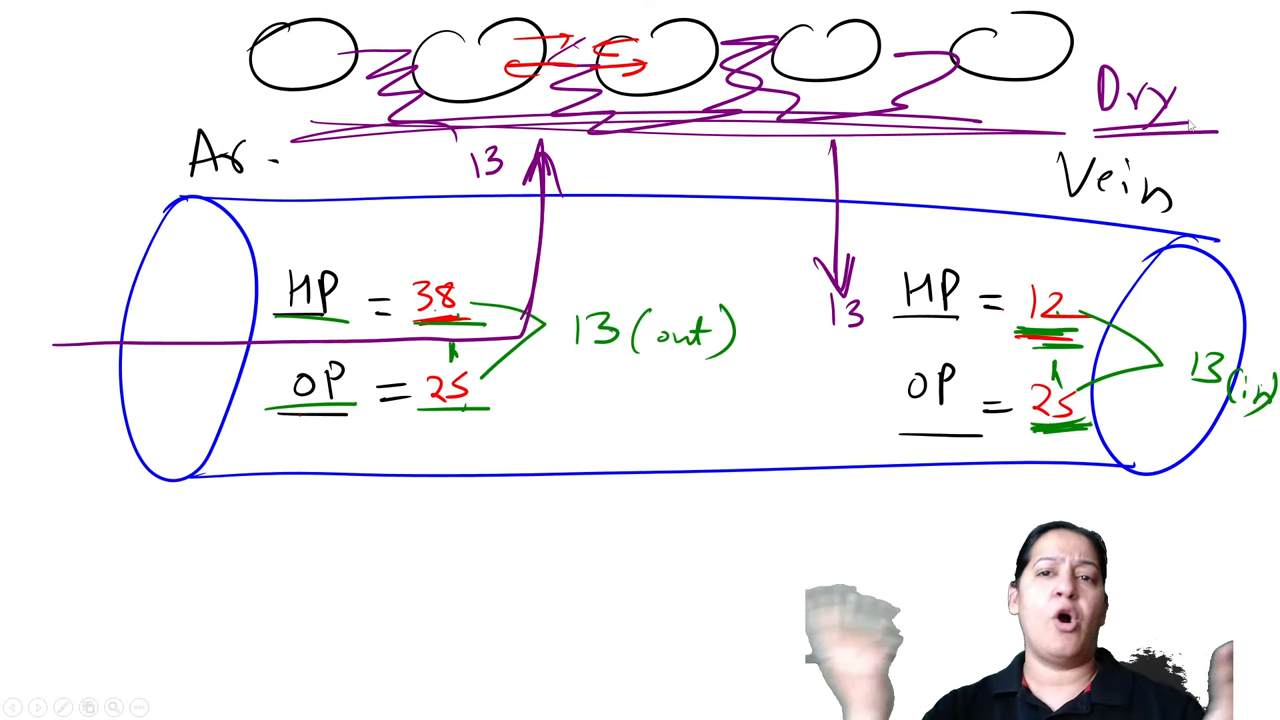 Dry
Ar.
13
Vein
HP = 38
13 (out)
OP = 25
13
HP = 12
13 (in)
OP = 25